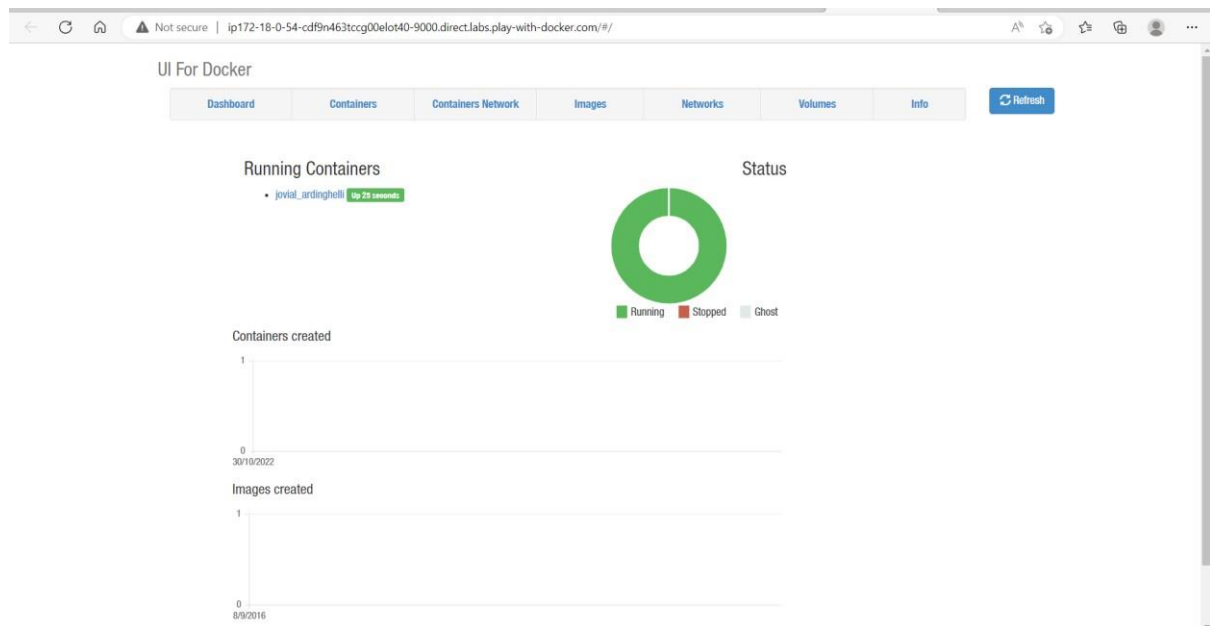 Not secure | ip172-18-0-54-cdf9n463tccg00elot40-9000.direct.labs.play-with-docker.com/#/
UI For Docker
Dashboard Containers Containers Network Images Networks Volumes Info Refresh
Running Containers
Status
• jovial_ardinghelli Up 25 seconds
Running Stopped Ghost
Containers created
1
0
30/10/2022
Images created
1
0
8/9/2016